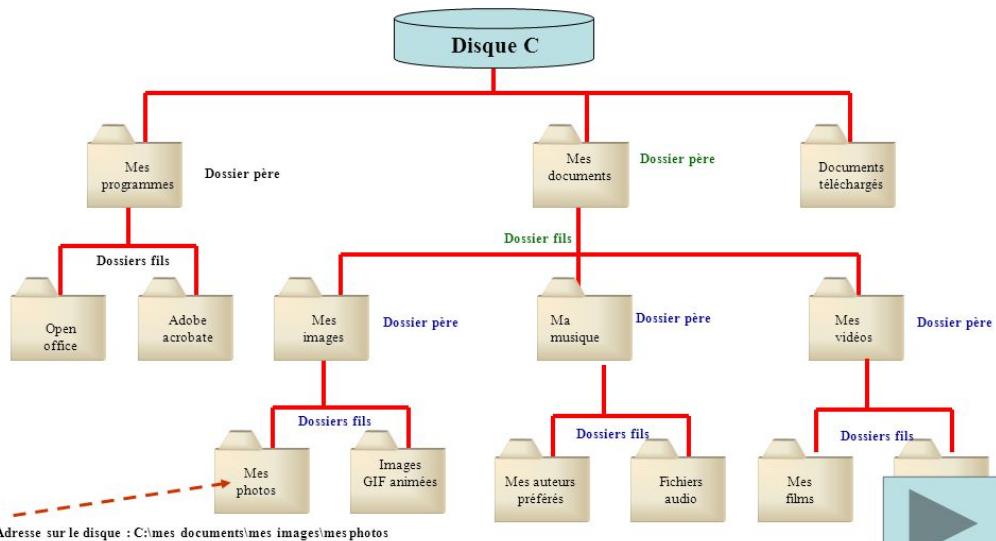 Disque C
Mes
programmes
Dossier père
Mes
documents
Dossier père
Documents
téléchargés
Dossiers fils
Dossier fils
Open
office
Adobe
acrobate
Mes
images
Dossier père
Ma
musique
Dossier père
Mes
vidéos
Dossier père
Dossiers fils
Dossiers fils
Dossiers fils
Mes
photos
Images
GIF animées
Mes auteurs
préférés
Fichiers
audio
Mes
films
Adresse sur le disque : C:\mes documents\mes images\mes photos